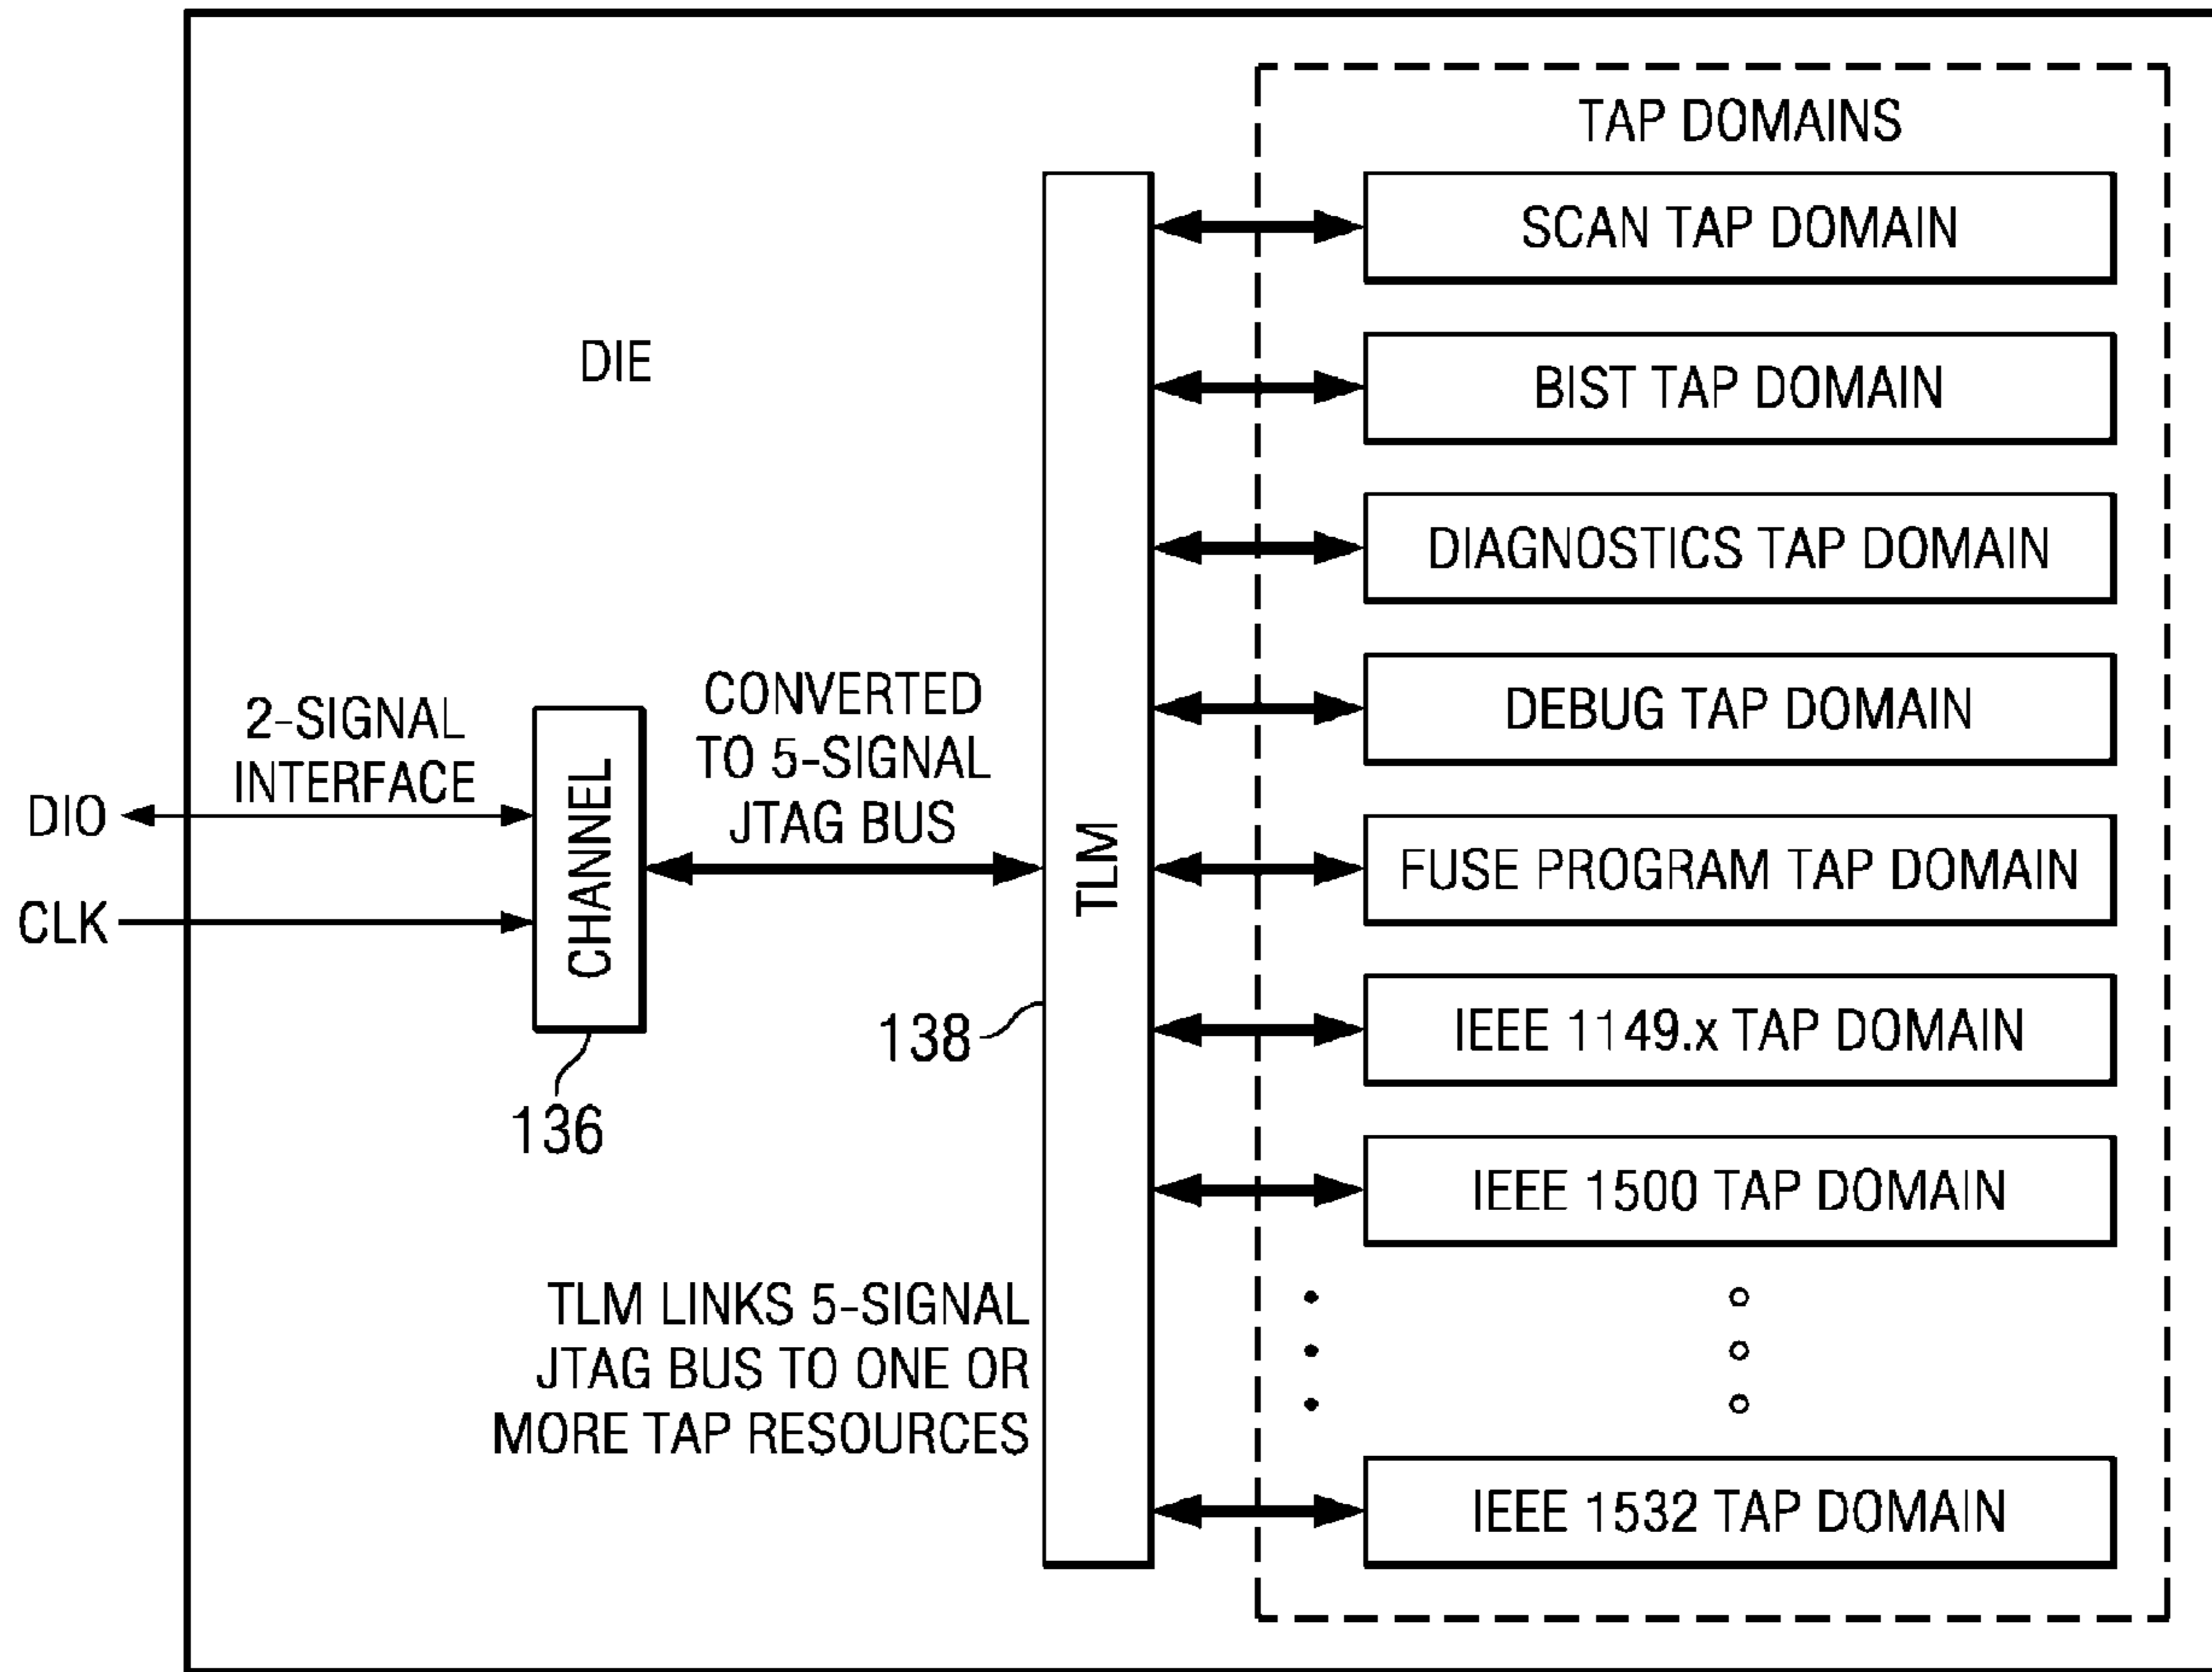 TAP DOMAINS
SCAN TAP DOMAIN
DIE
BIST TAP DOMAIN
DIAGNOSTICS TAP DOMAIN
DEBUG TAP DOMAIN
2-SIGNAL
INTERFACE
CONVERTED
TO 5-SIGNAL
JTAG BUS
DIO
CLK
CHANNEL
136
TLM
138
FUSE PROGRAM TAP DOMAIN
IEEE 1149.x TAP DOMAIN
IEEE 1500 TAP DOMAIN
TLM LINKS 5-SIGNAL
JTAG BUS TO ONE OR
MORE TAP RESOURCES
IEEE 1532 TAP DOMAIN